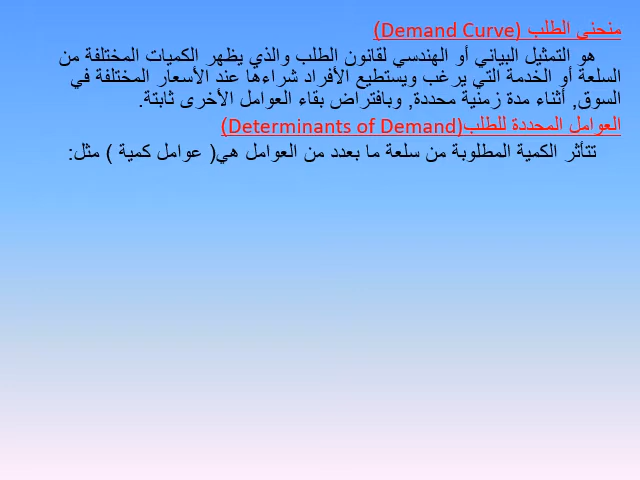 منحني الطلب (Demand Curve)
هو التمثيل البياني أو الهندسي لقانون الطلب والذي يظهر الكميات المختلفة من
السلعة أو الخدمة التي يرغب ويستطيع الأفراد شراءها عند الأسعار المختلفة في
السوق, أثناء مدة زمنية محددة, وبافتراض بقاء العوامل الأخرى ثابتة.
العوامل المحددة للطلب(Determinants of Demand)
تتأثر الكمية المطلوبة من سلعة ما بعدد من العوامل هي( عوامل كمية ) مثل: